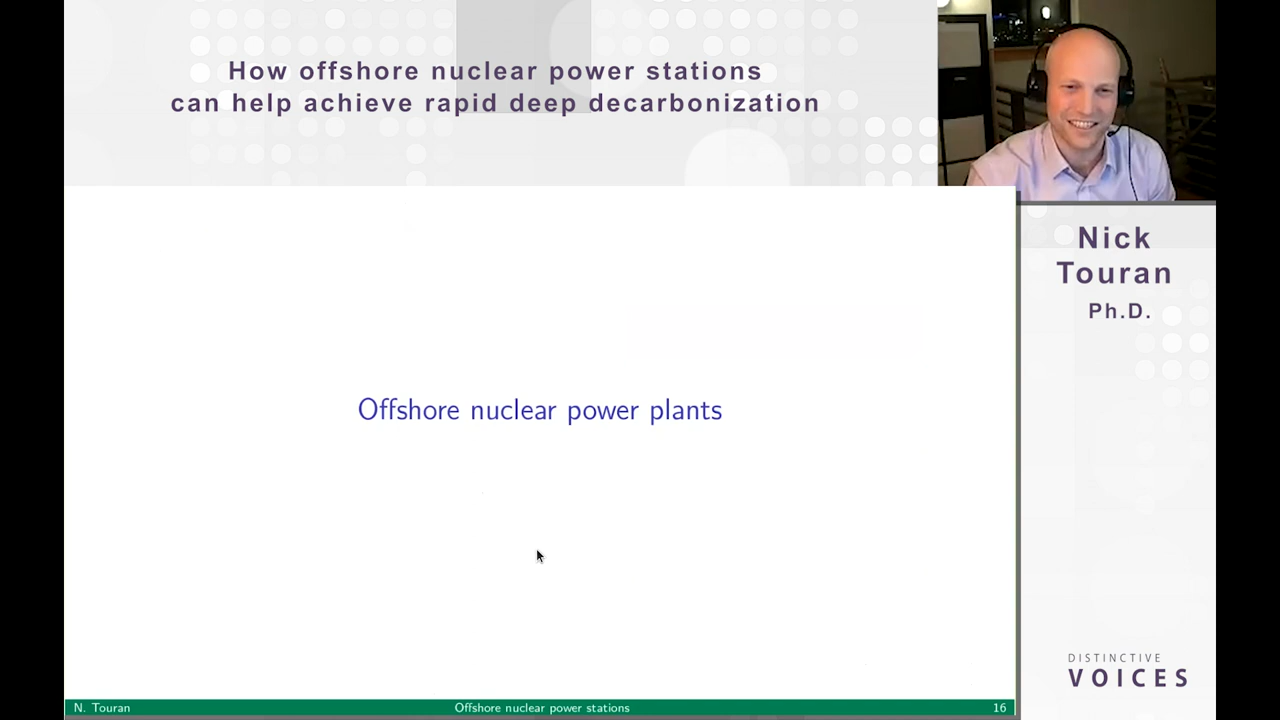 How offshore nuclear power stations
can help achieve rapid deep decarbonization
Nick
Touran
Ph.D.
Offshore nuclear power plants
DISTINCTIVE
VOICES
N. Touran
Offshore nuclear power stations
16